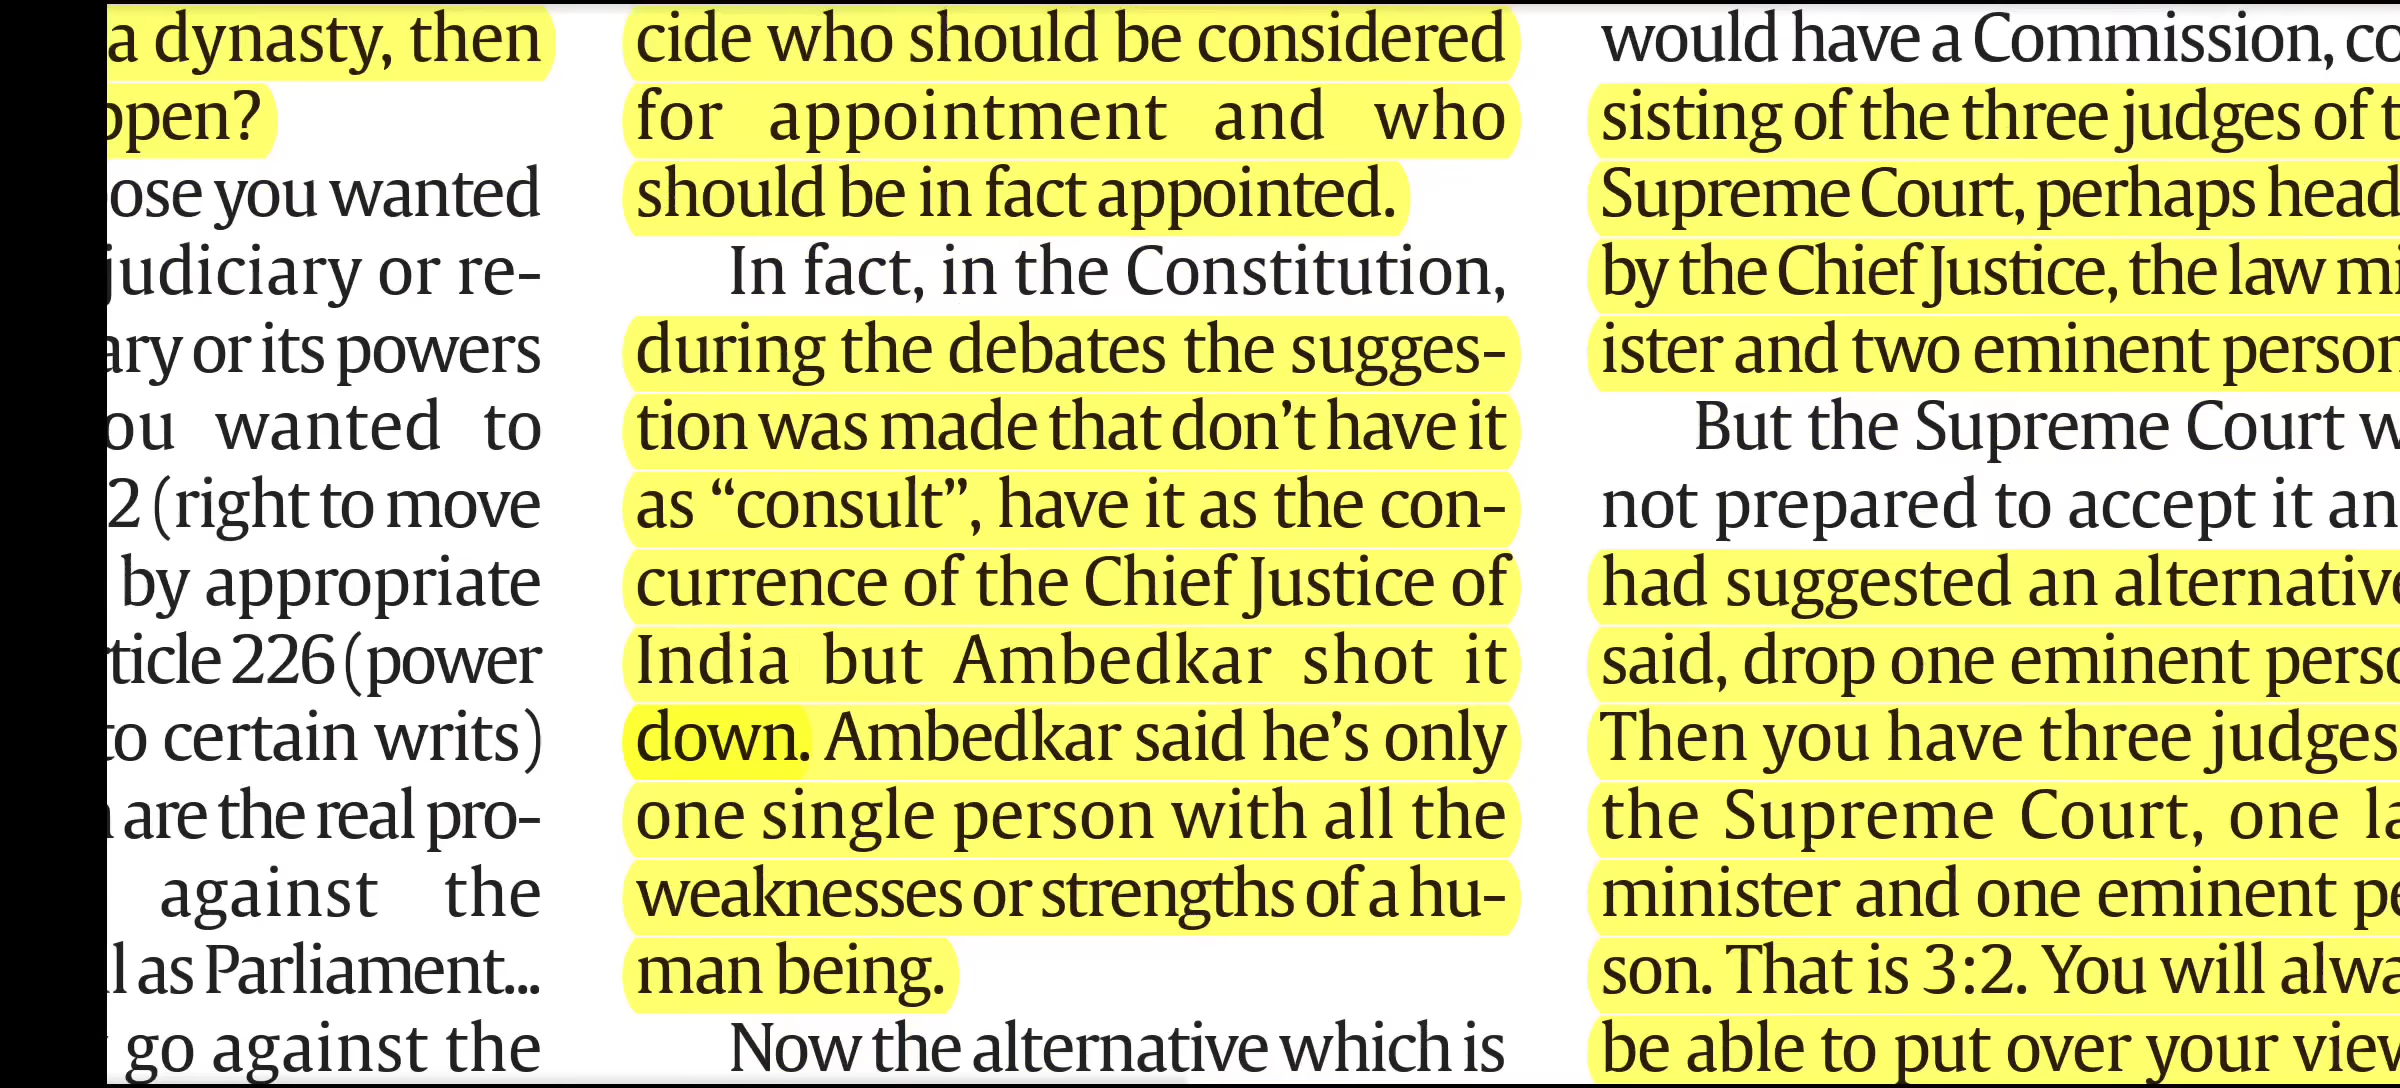 a dynasty, then
ppen?
ose you wanted
judiciary or re-
ary or its powers
ou wanted to
2 (right to move
by appropriate
ticle 226 (power
to certain writs)
are the real pro-
against the
l as Parliament...
go against the
cide who should be considered
for appointment and who
should be in fact appointed.
In fact, in the Constitution,
during the debates the sugges-
tion was made that don’t have it
as “consult”, have it as the con-
currence of the Chief Justice of
India but Ambedkar shot it
down. Ambedkar said he’s only
one single person with all the
weaknesses or strengths of a hu-
man being.
Now the alternative which is
would have a Commission, co
sisting of the three judges of t
Supreme Court, perhaps head
by the Chief Justice, the law mi
ister and two eminent person
But the Supreme Court w
not prepared to accept it an
had suggested an alternative
said, drop one eminent perso
Then you have three judges
the Supreme Court, one la
minister and one eminent pe
son. That is 3:2. You will alwa
be able to put over your view